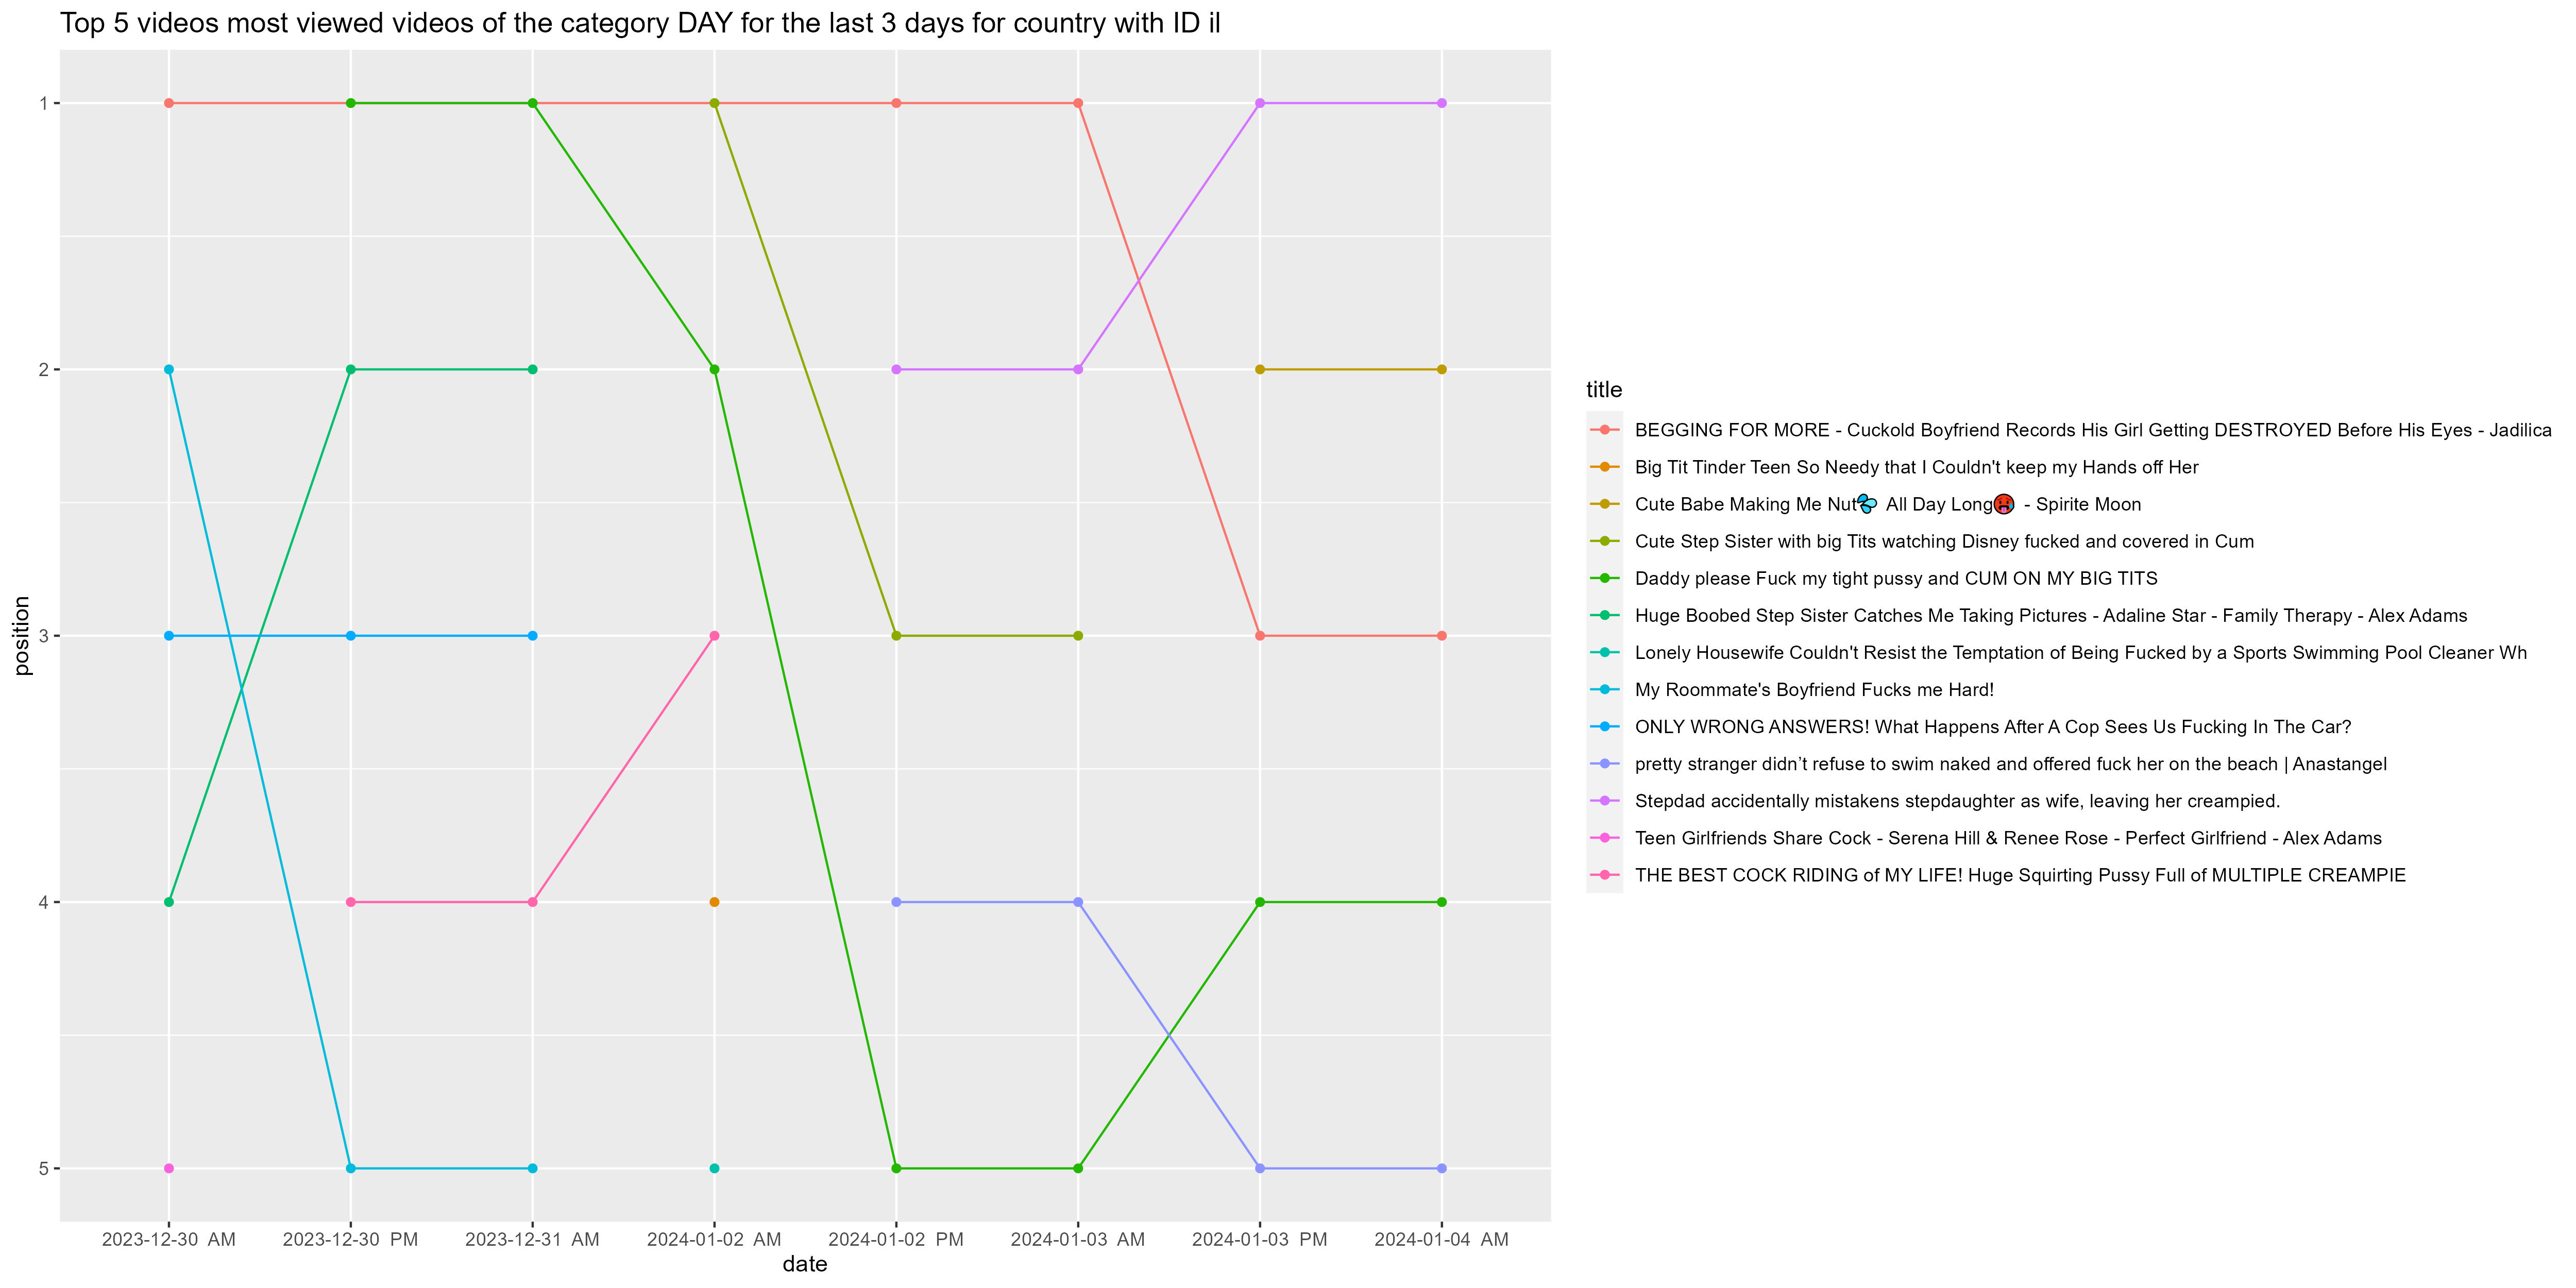 Top 5 videos most viewed videos of the category DAY for the last 3 days for country with ID il
position
1
2
3
4
5
2023-12-30 AM
2023-12-30 PM
2023-12-31 AM
2024-01-02 AM
2024-01-02 PM
2024-01-03 AM
2024-01-03 PM
2024-01-04 AM
date
title
BEGGING FOR MORE - Cuckold Boyfriend Records His Girl Getting DESTROYED Before His Eyes - Jadilica
Big Tit Tinder Teen So Needy that I Couldn't keep my Hands off Her
Cute Babe Making Me Nut💦 All Day Long🥵 - Spirite Moon
Cute Step Sister with big Tits watching Disney fucked and covered in Cum
Daddy please Fuck my tight pussy and CUM ON MY BIG TITS
Huge Boobed Step Sister Catches Me Taking Pictures - Adaline Star - Family Therapy - Alex Adams
Lonely Housewife Couldn't Resist the Temptation of Being Fucked by a Sports Swimming Pool Cleaner Wh
My Roommate's Boyfriend Fucks me Hard!
ONLY WRONG ANSWERS! What Happens After A Cop Sees Us Fucking In The Car?
pretty stranger didn’t refuse to swim naked and offered fuck her on the beach | Anastangel
Stepdad accidentally mistakens stepdaughter as wife, leaving her creampied.
Teen Girlfriends Share Cock - Serena Hill & Renee Rose - Perfect Girlfriend - Alex Adams
THE BEST COCK RIDING of MY LIFE! Huge Squirting Pussy Full of MULTIPLE CREAMPIE